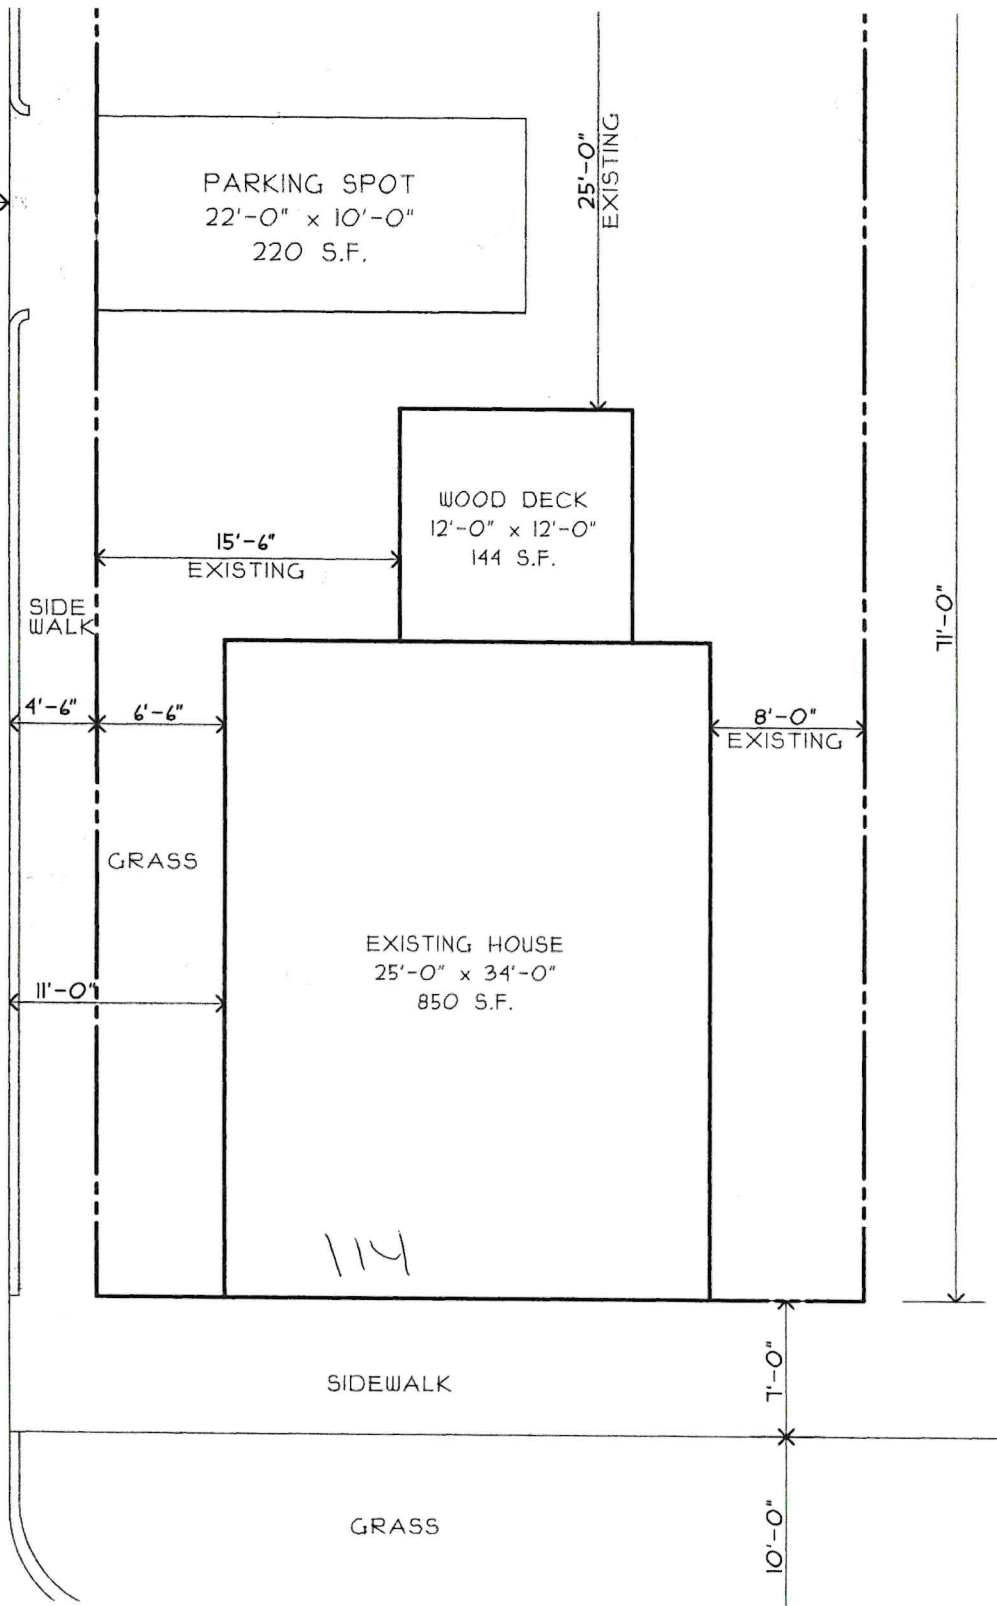 PARKING SPOT
22'-0" x 10'-0"
220 S.F.
25'-0"
EXISTING
WOOD DECK
12'-0" x 12'-0"
144 S.F.
15'-6"
EXISTING
SIDE
WALK
71'-0"
4'-6"
6'-6"
8'-0"
EXISTING
GRASS
EXISTING HOUSE
25'-0" x 34'-0"
850 S.F.
11'-0"
114
SIDEWALK
7'-0"
GRASS
10'-0"